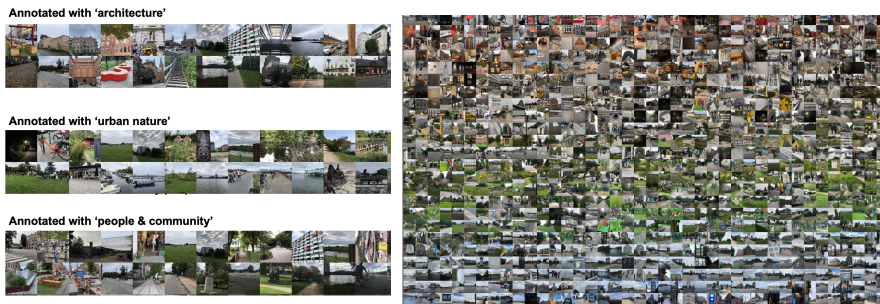 Annotated with ‘architecture’
Annotated with ‘urban nature’
Annotated with ‘people & community’